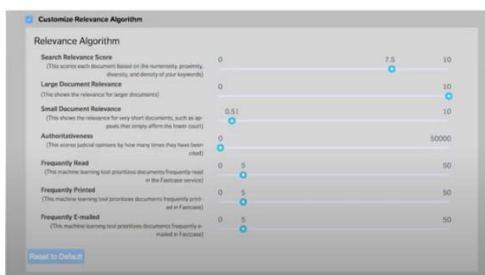 Customize Relevance Algorithm
Relevance Algorithm
Search Relevance Score
(This scores each document based on the numerosity, proximity,
diversity, and density of your keywords)
0 7.5 10
Large Document Relevance
(This shows the relevance for larger documents)
0 10
Small Document Relevance
(This shows the relevance for very short documents, such as ap-
peals that simply affirm the lower court)
0.51 10
Authoritativeness
(This scores judicial opinions by how many times they have been
cited)
0 50000
Frequently Read
(This machine learning tool prioritizes documents frequently read
in the Fastcase service)
0 5 50
Frequently Printed
(This machine learning tool prioritizes documents frequently print-
ed in Fastcase)
0 5 50
Frequently E-mailed
(This machine learning tool prioritizes documents frequently e-
mailed in Fastcase)
0 5 50
Reset to Default